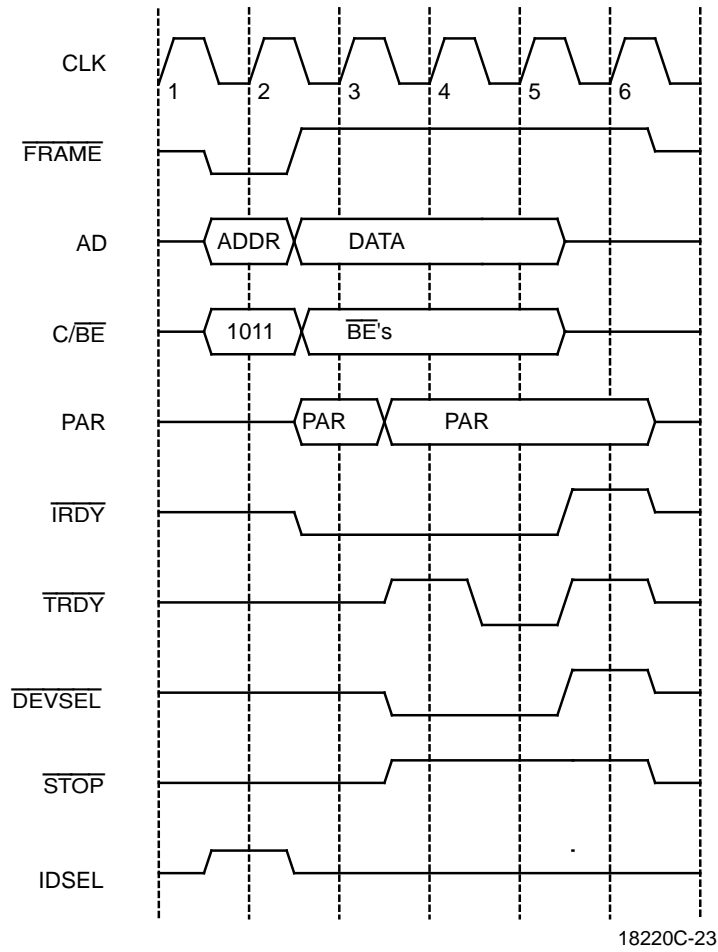 CLK
1 2 3 4 5 6
FRAME
AD
ADDR DATA
C/BE
1011 BE's
PAR
PAR PAR
IRDY
TRDY
DEVSEL
STOP
IDSEL
18220C-23